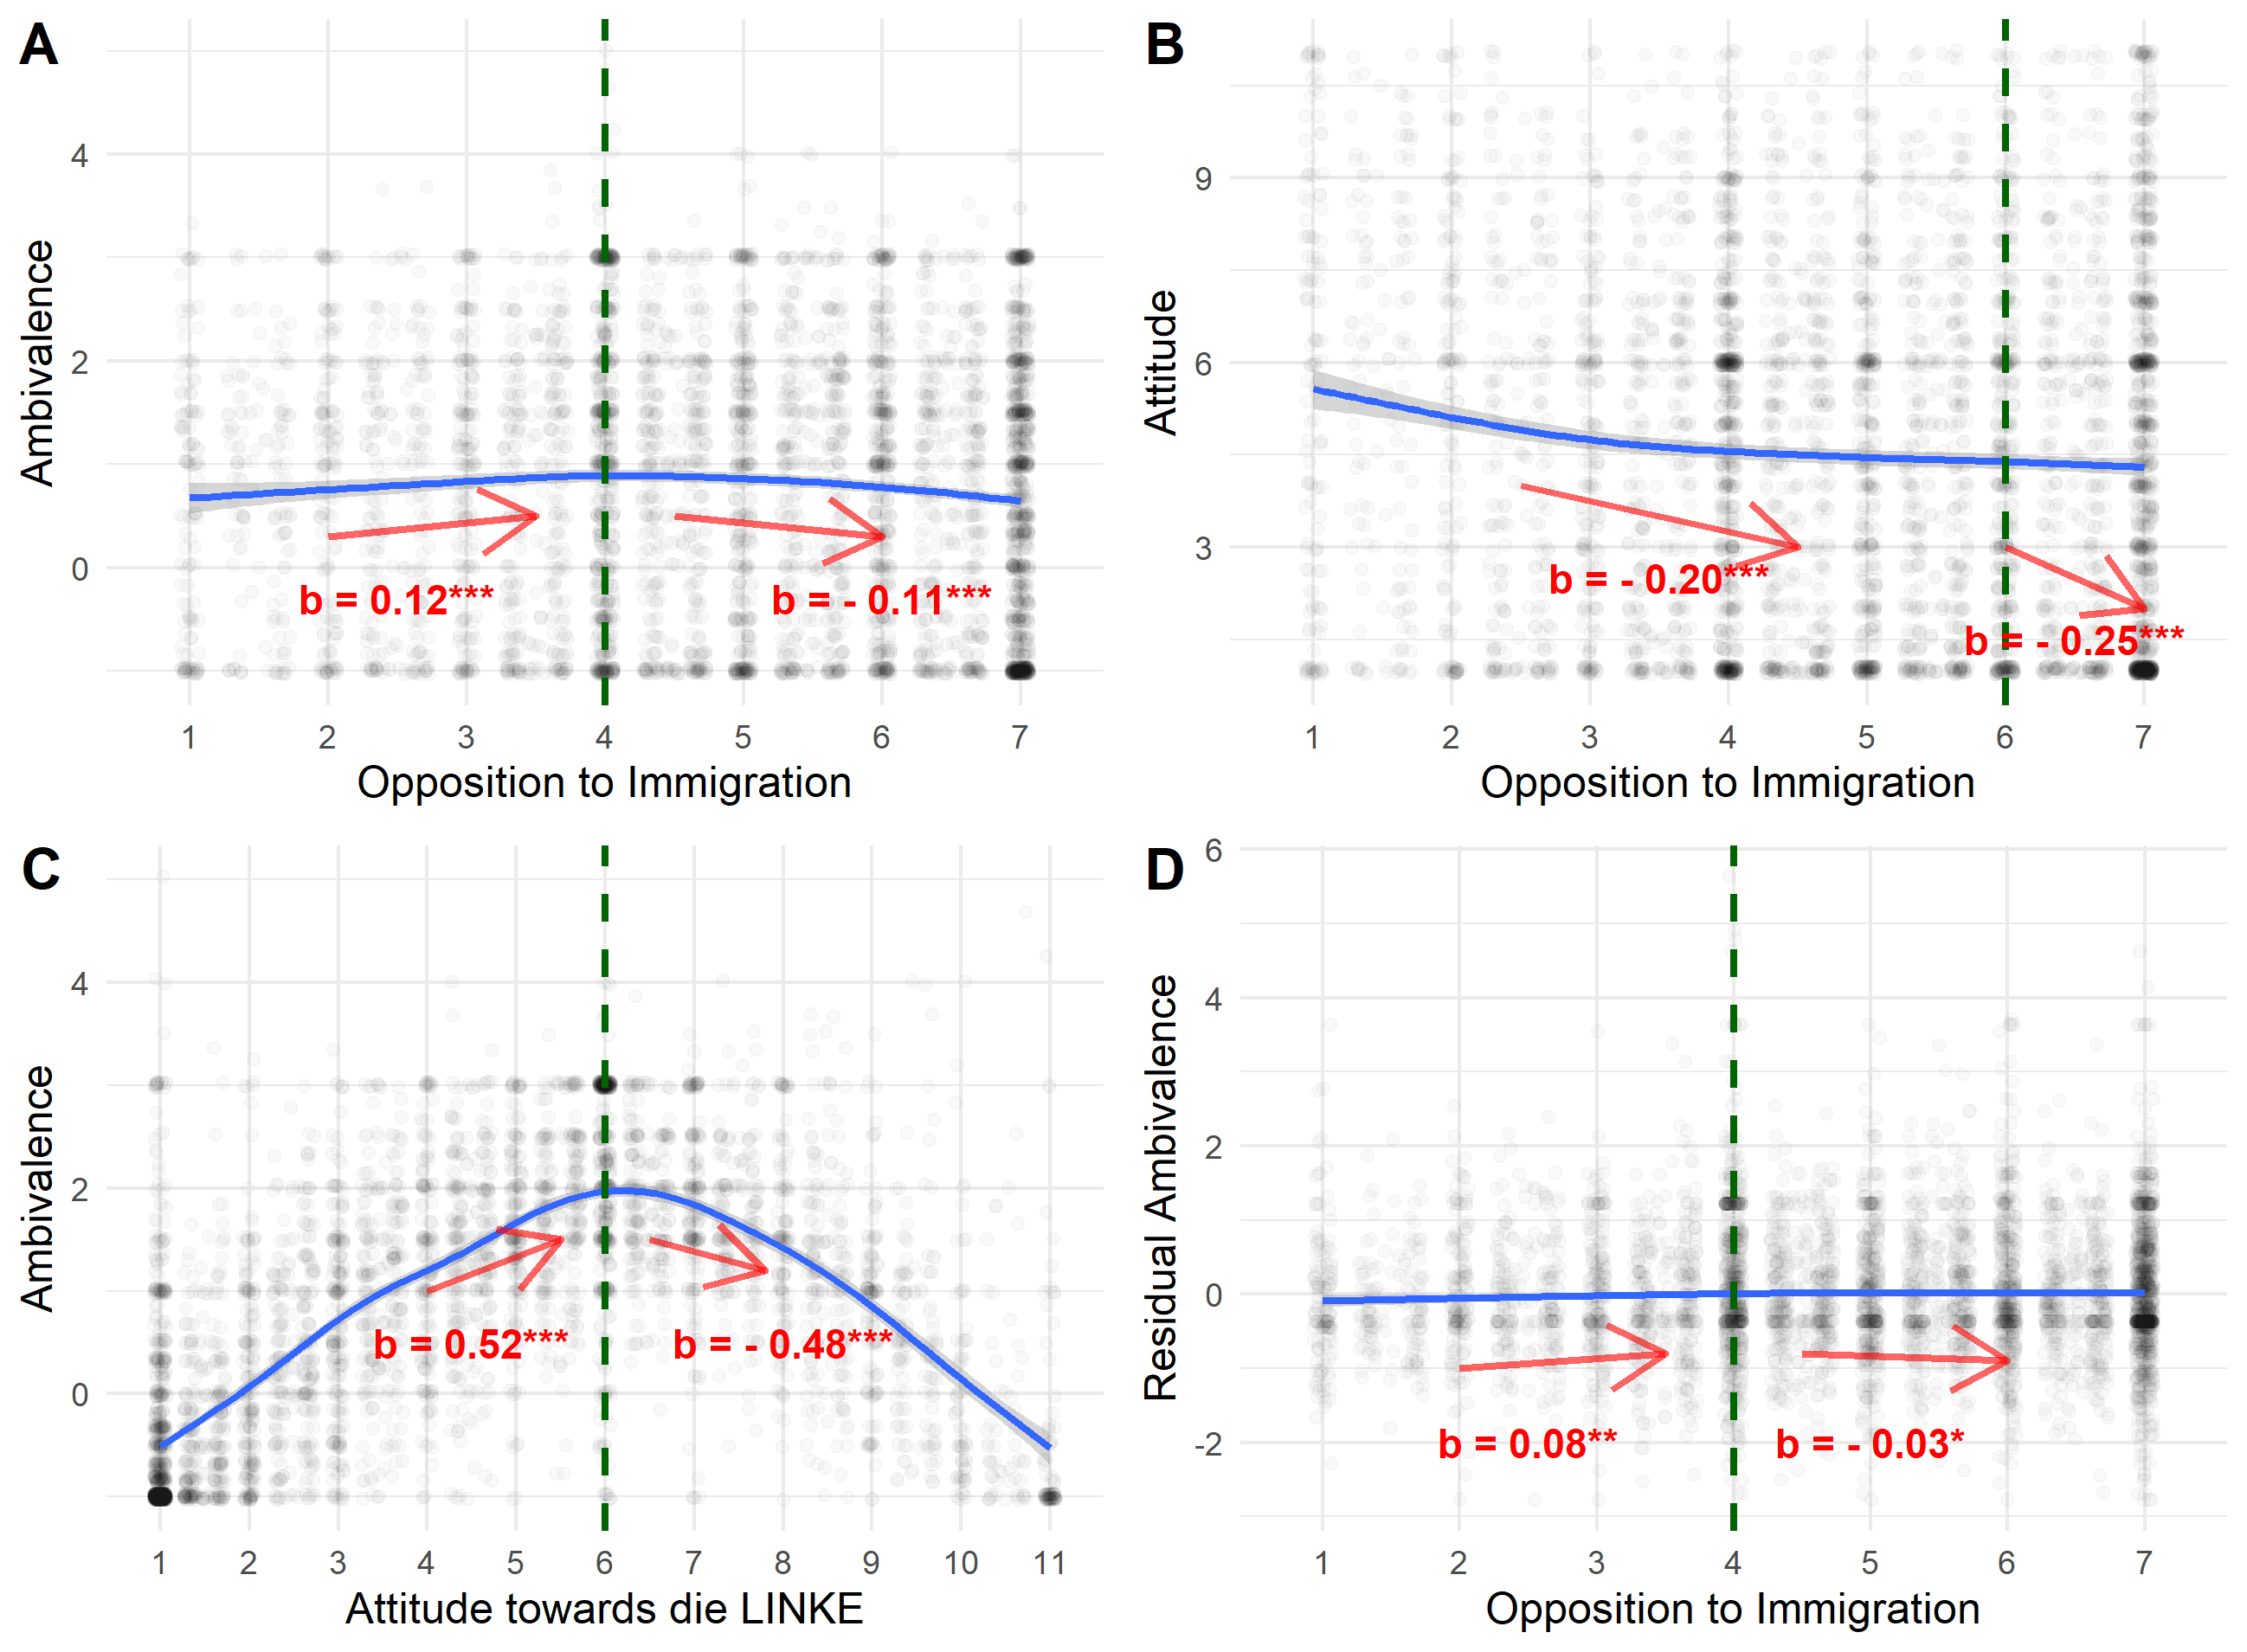 A
Ambivalence
4
2
0
b = 0.12***
b = - 0.11***
1 2 3 4 5 6 7
Opposition to Immigration
B
Attitude
9
6
3
b = - 0.20***
b = - 0.25***
1 2 3 4 5 6 7
Opposition to Immigration
C
Ambivalence
4
2
0
b = 0.52***
b = - 0.48***
1 2 3 4 5 6 7 8 9 10 11
Attitude towards die LINKE
D
Residual Ambivalence
6
4
2
0
-2
b = 0.08**
b = - 0.03*
1 2 3 4 5 6 7
Opposition to Immigration